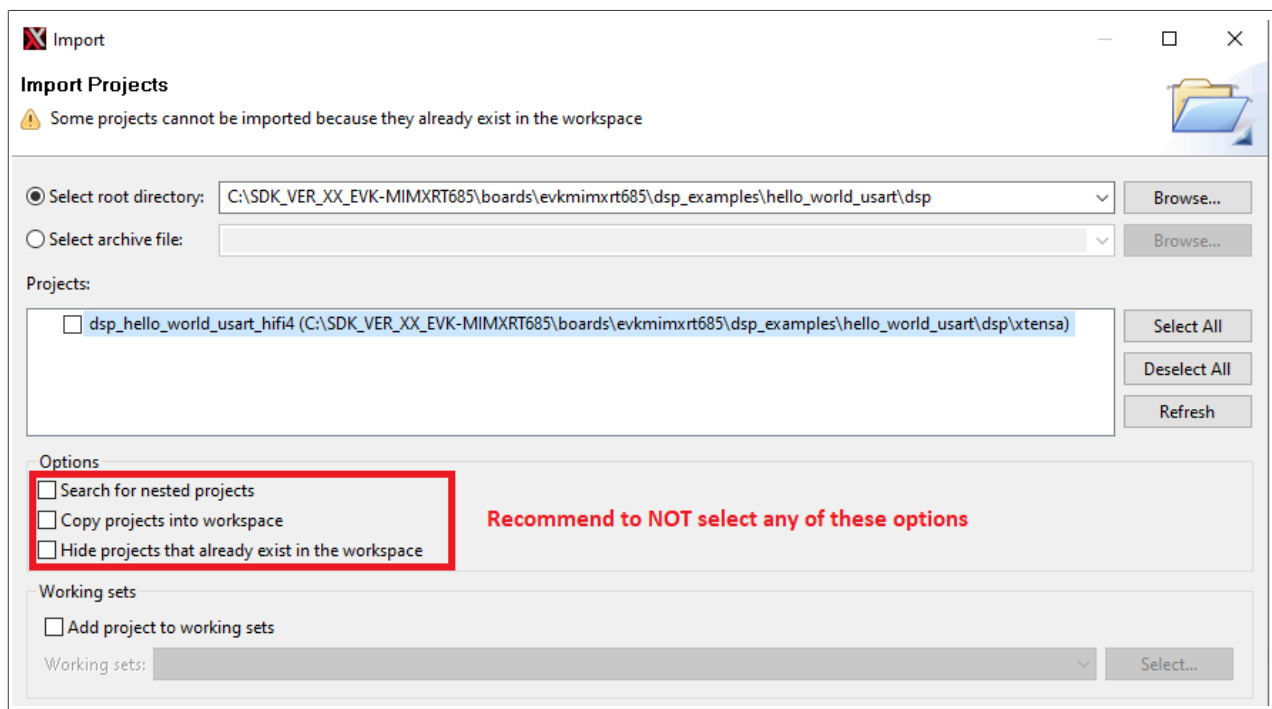 Import
Import Projects
Some projects cannot be imported because they already exist in the workspace
Select root directory: C:\SDK_VER_XX_EVK-MIMXRT685\boards\evkmimxrt685\dsp_examples\hello_world_usart\dsp Browse...
Select archive file: Browse...
Projects:
dsp_hello_world_usart_hifi4 (C:\SDK_VER_XX_EVK-MIMXRT685\boards\evkmimxrt685\dsp_examples\hello_world_usart\dsp\xtensa) Select All
Deselect All
Refresh
Options
Search for nested projects
Copy projects into workspace Recommend to NOT select any of these options
Hide projects that already exist in the workspace
Working sets
Add project to working sets
Working sets: Select...